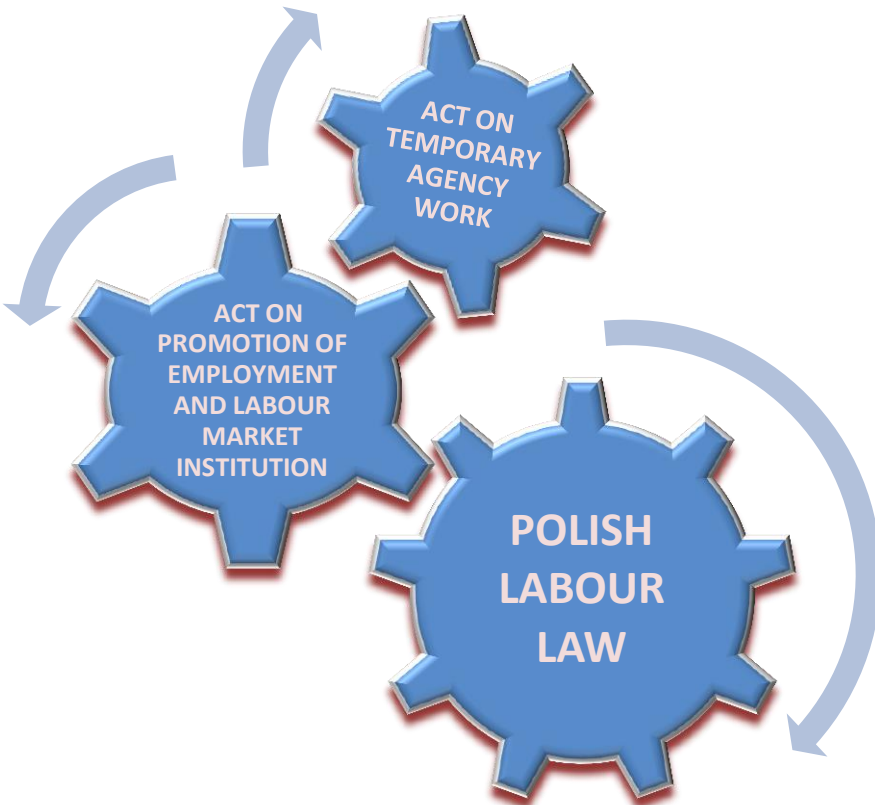 ACT ON
TEMPORARY
AGENCY
WORK
ACT ON
PROMOTION OF
EMPLOYMENT
AND LABOUR
MARKET
INSTITUTION
POLISH
LABOUR
LAW